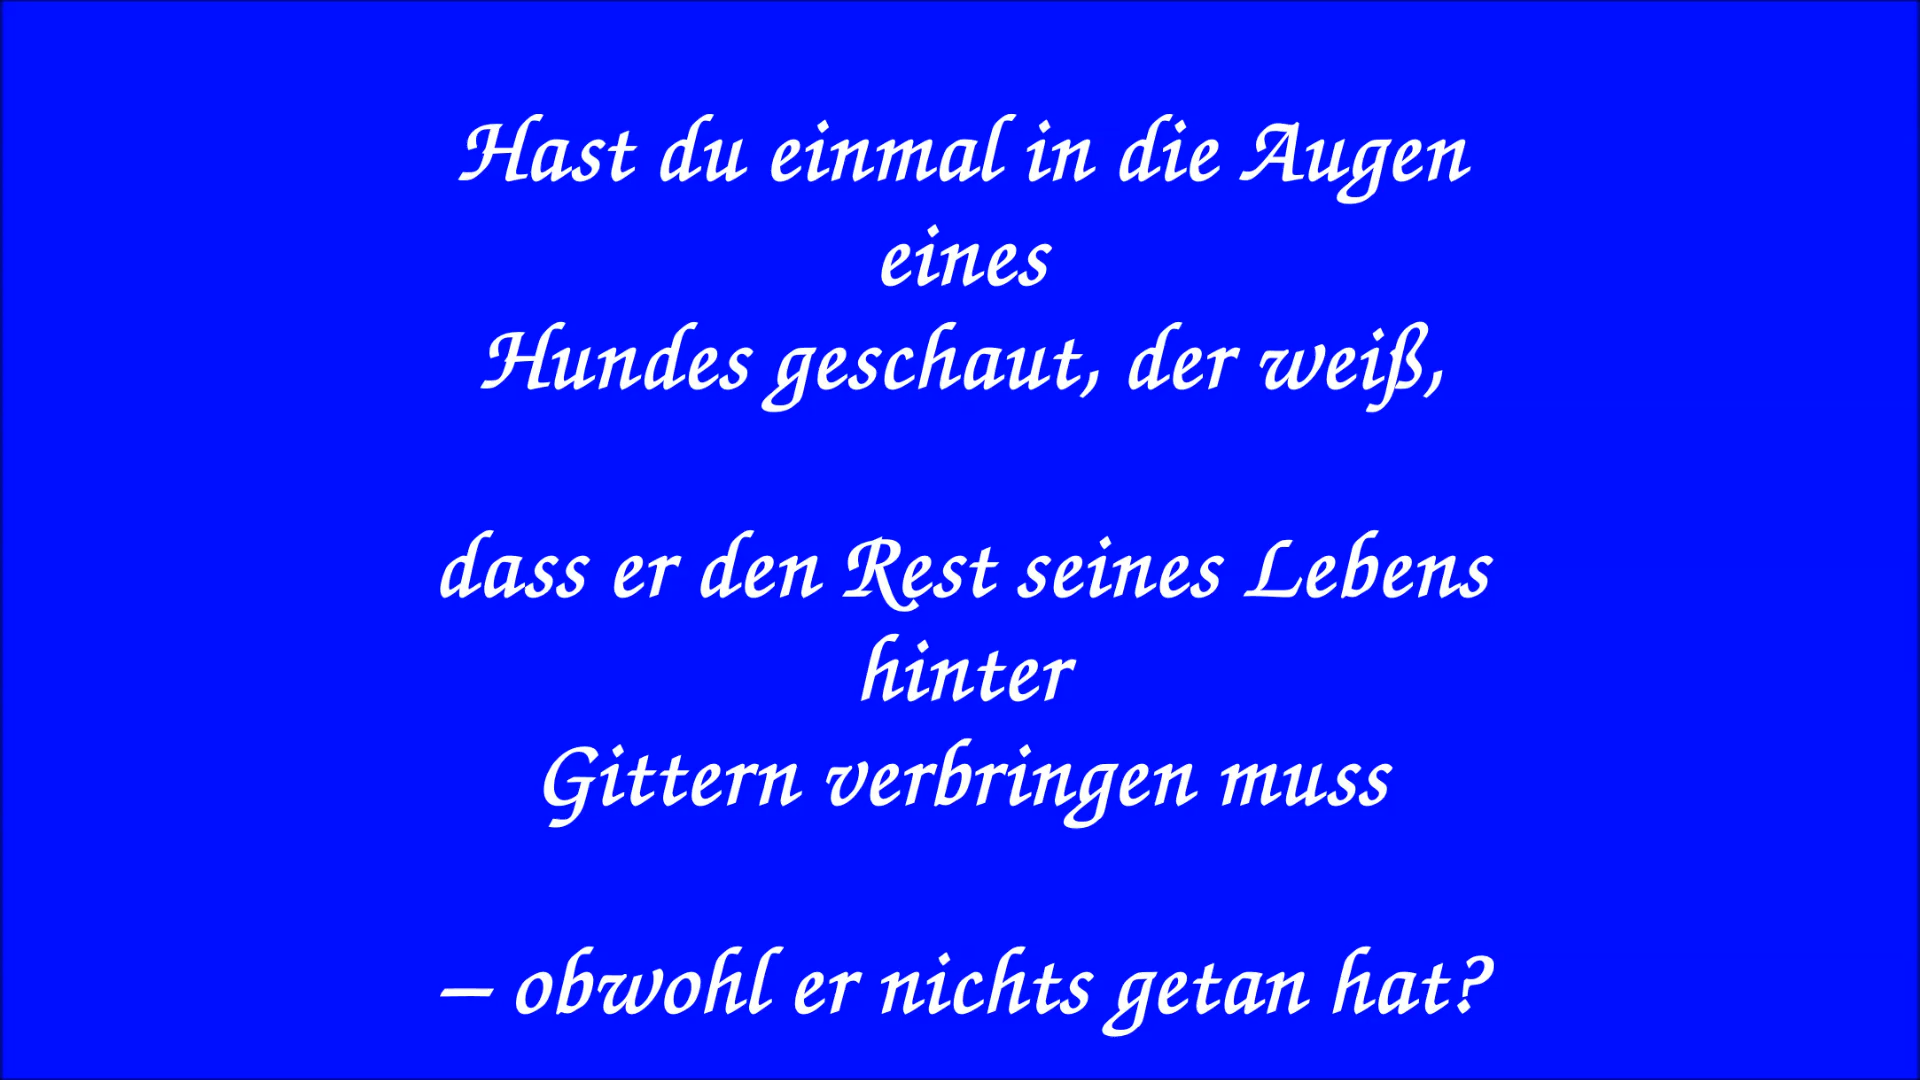 Hast du einmal in die Augen
eines
Hundes geschaut, der weiß,
dass er den Rest seines Lebens
hinter
Gittern verbringen muss
– obwohl er nichts getan hat?